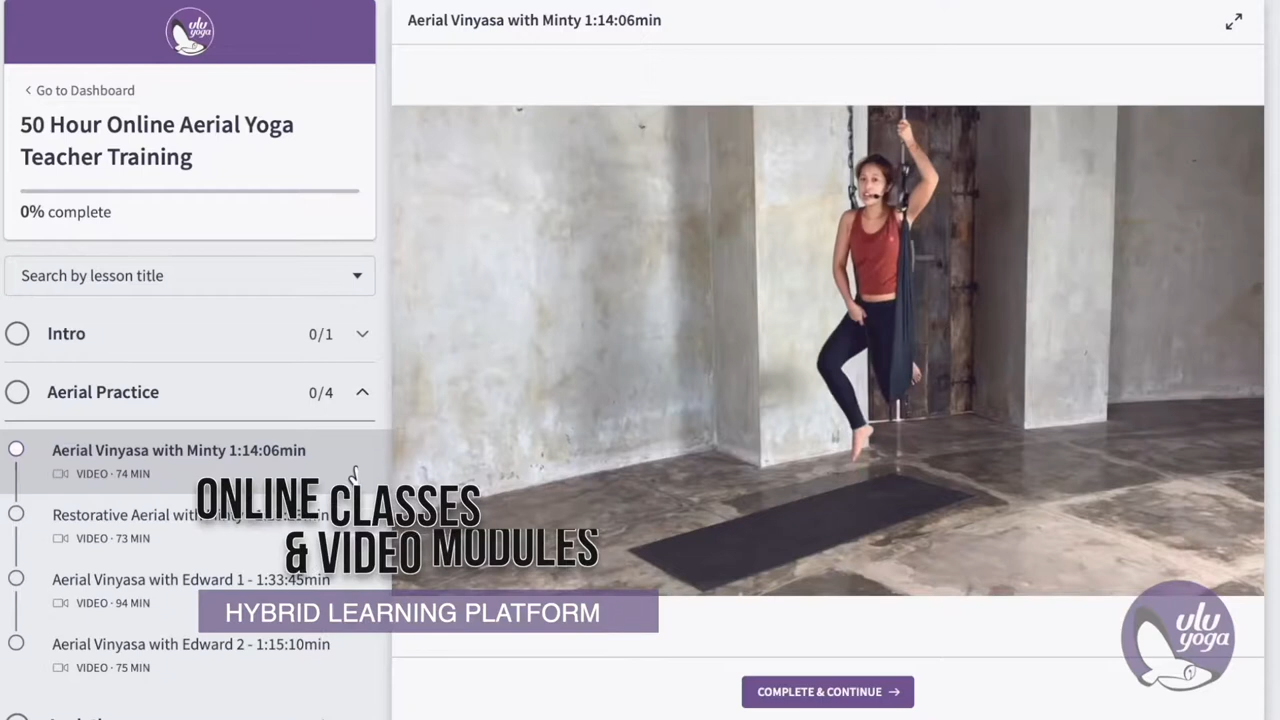 ulu
yoga
Go to Dashboard
50 Hour Online Aerial Yoga
Teacher Training
0% complete
Search by lesson title
Intro 0/1
Aerial Practice 0/4
Aerial Vinyasa with Minty 1:14:06min
VIDEO · 74 MIN
Restorative Aerial with
VIDEO · 73 MIN
Aerial Vinyasa with Edward 1 - 1:33:45min
VIDEO · 94 MIN
Aerial Vinyasa with Edward 2 - 1:15:10min
VIDEO · 75 MIN
Aerial Vinyasa with Minty 1:14:06min
ONLINE CLASSES
& VIDEO MODULES
HYBRID LEARNING PLATFORM
COMPLETE & CONTINUE
ulu
yoga